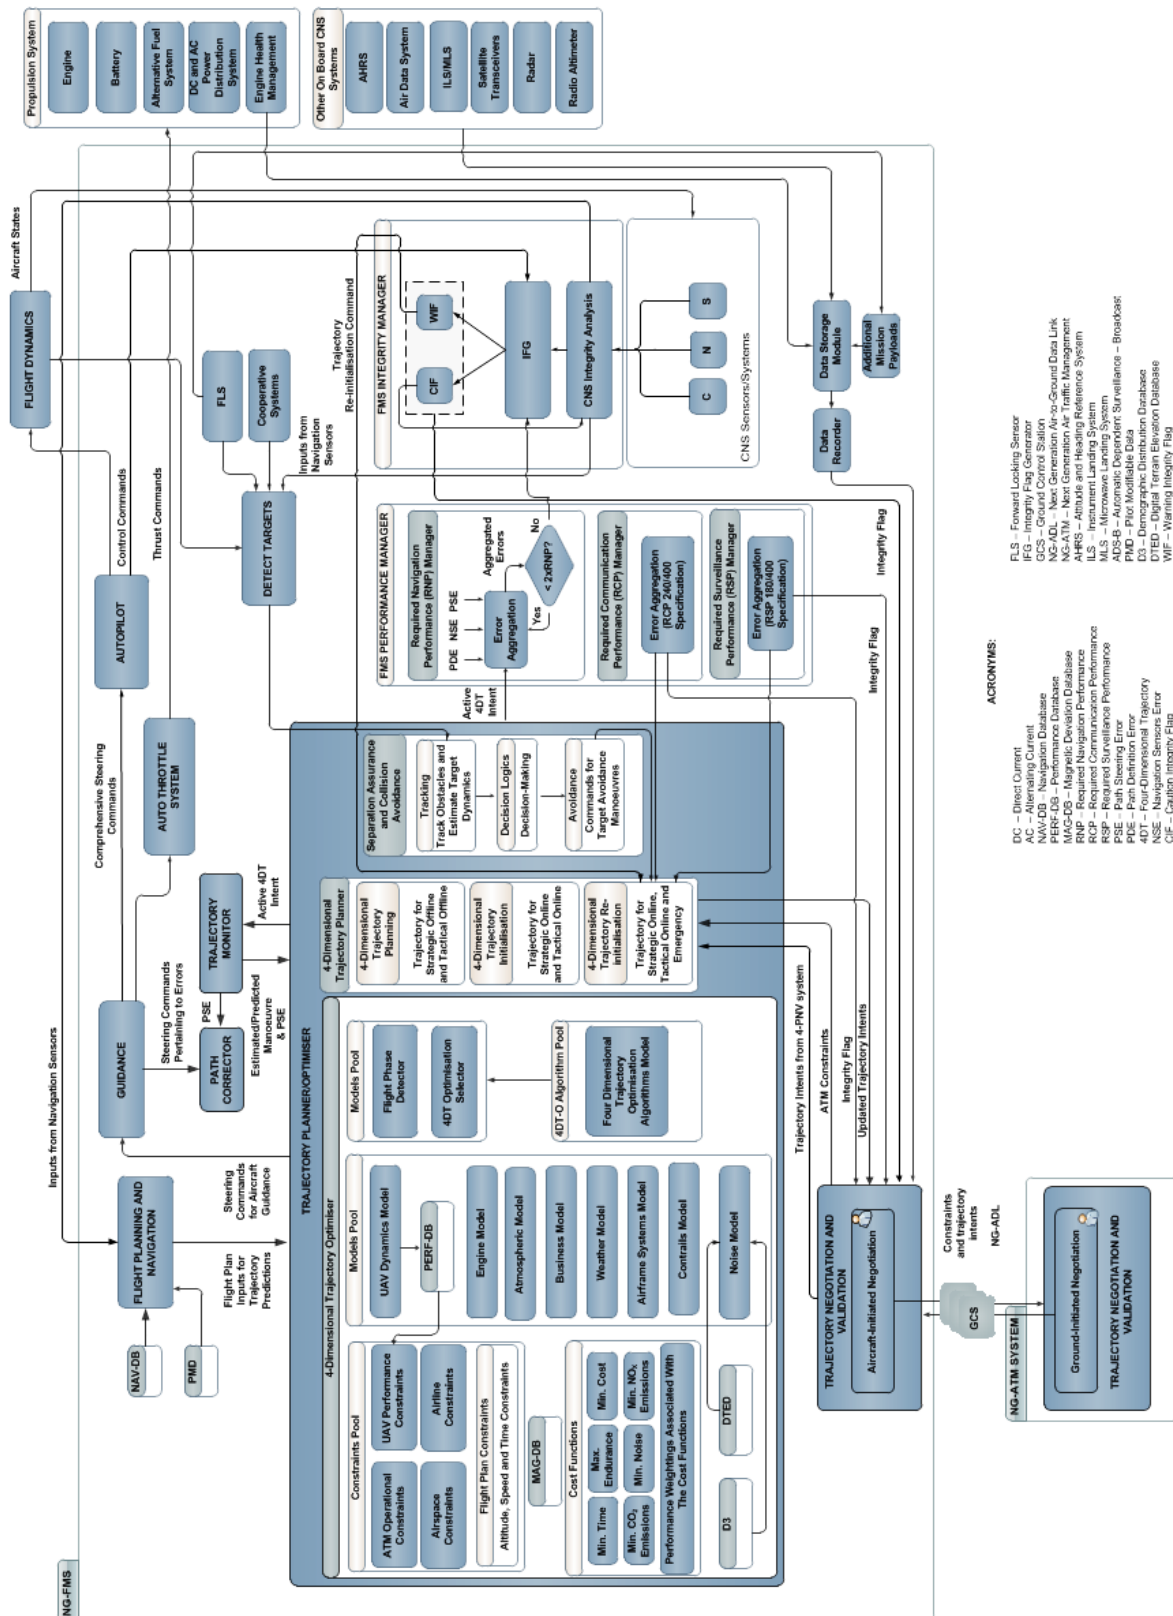 NG-FMS
NAV-DB
PMD
FLIGHT PLANNING AND
NAVIGATION
Inputs from Navigation Sensors
Flight Plan
Inputs for
Trajectory
Predictions
Steering
Commands
for Aircraft
Guidance
GUIDANCE
Steering Commands
Pertaining to Errors
Comprehensive Steering
Commands
PATH
CORRECTOR
PSE
TRAJECTORY
MONITOR
Estimated/Predicted
Manoeuvre
& PSE
Active 4DT
Intent
AUTO THROTTLE
SYSTEM
AUTOPILOT
Control Commands
Thrust Commands
FLIGHT DYNAMICS
Aircraft States
Propulsion System
Engine
Battery
Alternative Fuel
System
DC and AC
Power
Distribution
System
Engine Health
Management
Other On Board CNS
Systems
AHRS
Air Data System
ILS/MLS
Satellite
Transceivers
Radar
Radio Altimeter
DETECT TARGETS
FLS
Cooperative
Systems
Inputs from
Navigation
Sensors
Trajectory
Re-initialisation Command
TRAJECTORY PLANNER/OPTIMISER
4-Dimensional Trajectory Optimiser
Constraints Pool
ATM Operational
Constraints
UAV Performance
Constraints
Airspace
Constraints
Airline
Constraints
Flight Plan Constraints
Altitude, Speed and Time Constraints
MAG-DB
Cost Functions
Min. Time
Max.
Endurance
Min. Cost
Min. CO2
Emissions
Min. Noise
Min. NOX
Emissions
Performance Weightings Associated With
The Cost Functions
D3
DTED
Models Pool
UAV Dynamics Model
PERF-DB
Engine Model
Atmospheric Model
Business Model
Weather Model
Airframe Systems Model
Contrails Model
Noise Model
Models Pool
Flight Phase
Detector
4DT Optimisation
Selector
4DT-O Algorithm Pool
Four Dimensional
Trajectory
Optimisation
Algorithms Model
4-Dimensional
Trajectory Planner
4-Dimensional
Trajectory
Planning
Trajectory for
Strategic Offline
and Tactical Offline
4-Dimensional
Trajectory
Initialisation
Trajectory for
Strategic Online
and Tactical Online
4-Dimensional
Trajectory Re-
initialisation
Trajectory for
Strategic Online,
Tactical Online and
Emergency
Separation Assurance
and Collision
Avoidance
Tracking
Track Obstacles and
Estimate Target
Dynamics
Decision Logics
Decision-Making
Avoidance
Commands for
Target Avoidance
Manoeuvres
Active
4DT
Intent
FMS PERFORMANCE MANAGER
Required Navigation
Performance (RNP) Manager
PDE NSE PSE
Error
Aggregation
Aggregated
Errors
< 2xRNP?
Yes
No
Required Communication
Performance (RCP) Manager
Error Aggregation
(RCP 240/400
Specification)
Required Surveillance
Performance (RSP) Manager
Error Aggregation
(RSP 180/400
Specification)
FMS INTEGRITY MANAGER
CIF
WIF
IFG
CNS Integrity Analysis
C
N
S
CNS Sensors/Systems
Data
Recorder
Data Storage
Module
Additional
Mission
Payloads
Integrity Flag
Integrity Flag
Trajectory Intents from 4-PNV system
ATM Constraints
Integrity Flag
Updated Trajectory Intents
TRAJECTORY NEGOTIATION AND
VALIDATION
Aircraft-Initiated Negotiation
Constraints
and trajectory
intents
NG-ADL
GCS
NG-ATM SYSTEM
Ground-Initiated Negotiation
TRAJECTORY NEGOTIATION AND
VALIDATION
ACRONYMS:
DC – Direct Current
AC – Alternating Current
NAV-DB – Navigation Database
PERF-DB – Performance Database
MAG-DB – Magnetic Deviation Database
RNP – Required Navigation Performance
RCP – Required Communication Performance
RSP – Required Surveillance Performance
PSE – Path Steering Error
PDE – Path Definition Error
4DT – Four-Dimensional Trajectory
NSE – Navigation Sensors Error
CIF – Caution Integrity Flag
FLS – Forward Looking Sensor
IFG – Integrity Flag Generator
GCS – Ground Control Station
NG-ADL – Next Generation Air-to-Ground Data Link
NG-ATM – Next Generation Air Traffic Management
AHRS – Attitude and Heading Reference System
ILS – Instrument Landing System
MLS – Microwave Landing System
ADS-B – Automatic Dependent Surveillance – Broadcast
PMD – Pilot Modifiable Data
D3 – Demographic Distribution Database
DTED – Digital Terrain Elevation Database
WIF – Warning Integrity Flag